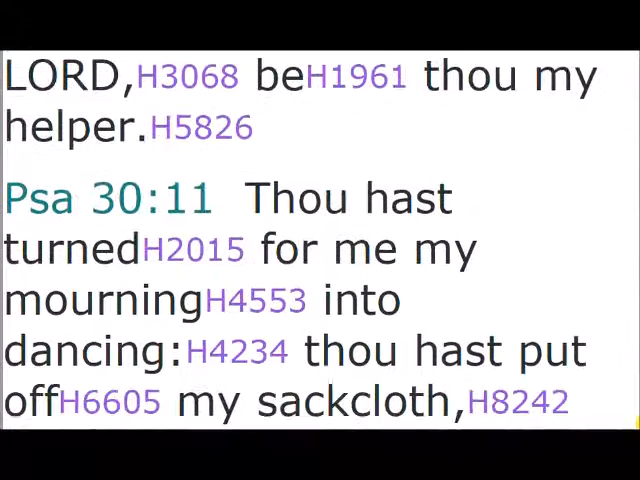 LORD,H3068 beH1961 thou my
helper.H5826
Psa 30:11 Thou hast
turnedH2015 for me my
mourningH4553 into
dancing:H4234 thou hast put
offH6605 my sackcloth,H8242